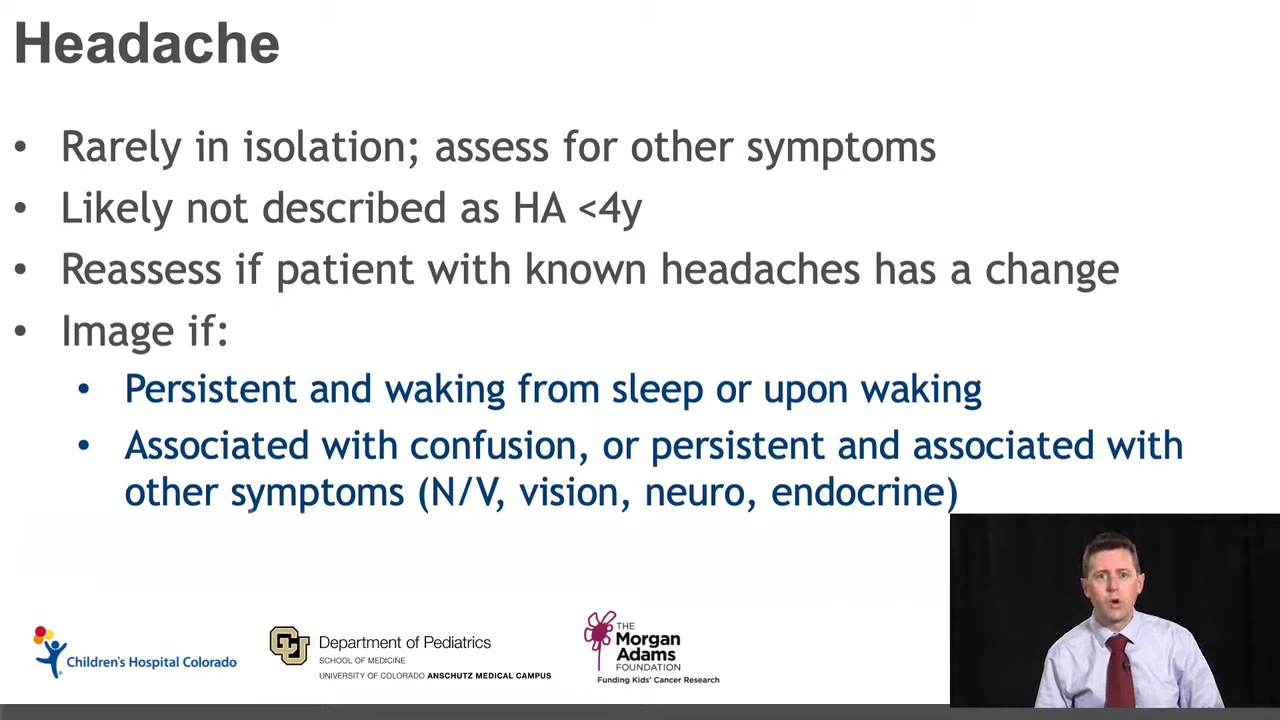 Headache
• Rarely in isolation; assess for other symptoms
• Likely not described as HA <4y
• Reassess if patient with known headaches has a change
• Image if:
• Persistent and waking from sleep or upon waking
• Associated with confusion, or persistent and associated with
other symptoms (N/V, vision, neuro, endocrine)
Children's Hospital Colorado
CU
Department of Pediatrics
SCHOOL OF MEDICINE
UNIVERSITY OF COLORADO ANSCHUTZ MEDICAL CAMPUS
THE
Morgan
Adams
FOUNDATION
Funding Kids' Cancer Research